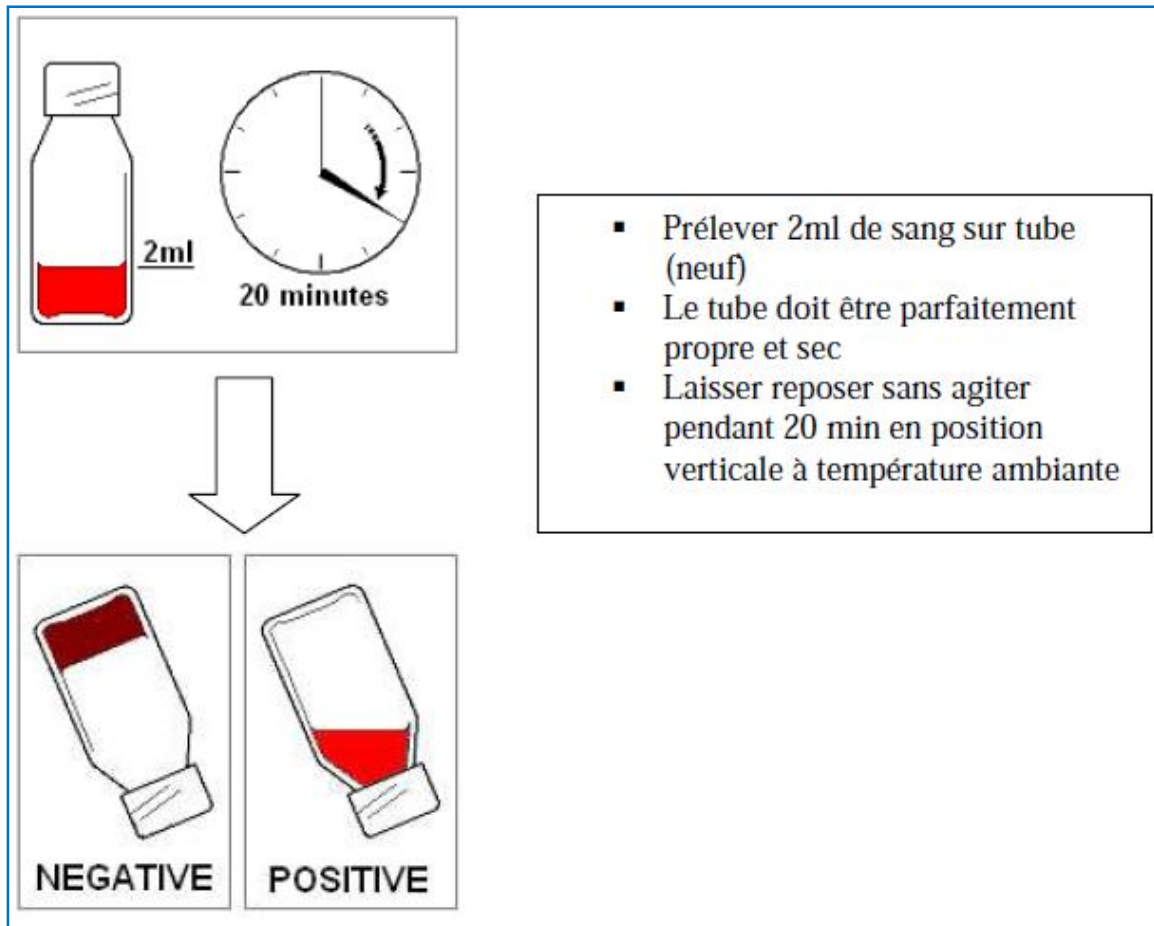 2ml
20 minutes
▪ Prélever 2ml de sang sur tube
(neuf)
▪ Le tube doit être parfaitement
propre et sec
▪ Laisser reposer sans agiter
pendant 20 min en position
verticale à température ambiante
NEGATIVE
POSITIVE